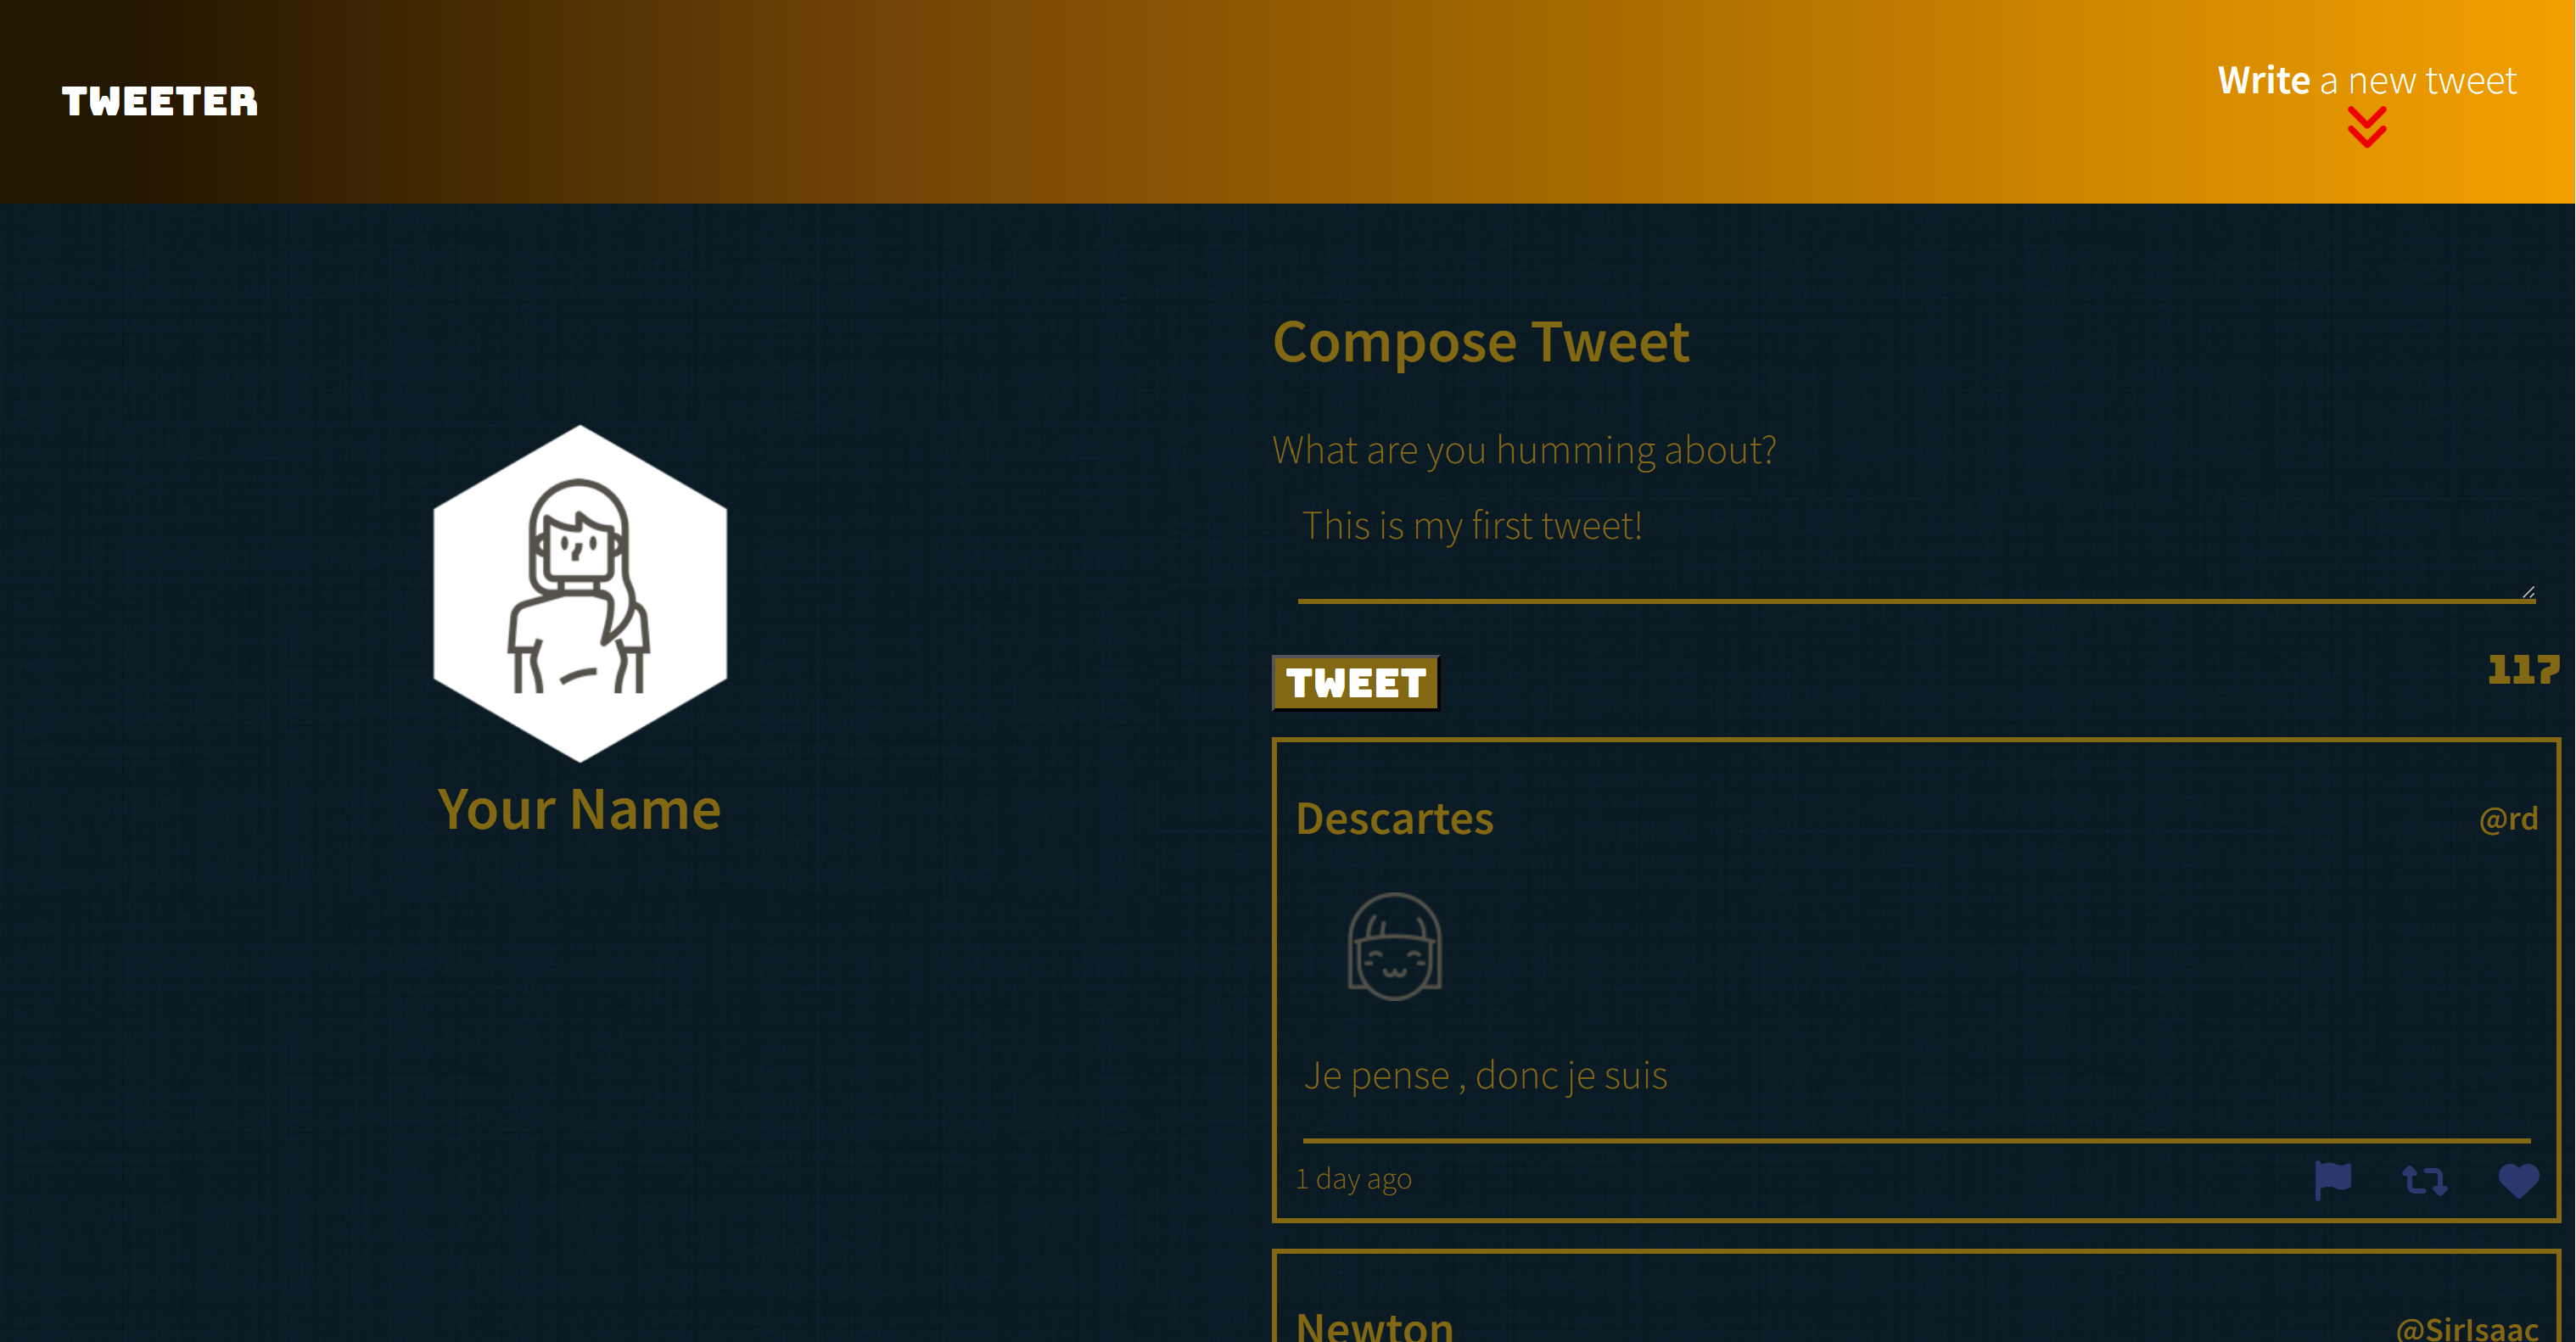 TWEETER
Write a new tweet
Compose Tweet
What are you humming about?
This is my first tweet!
TWEET
117
Your Name
Descartes
@rd
Je pense , donc je suis
1 day ago
Newton
@SirIsaac